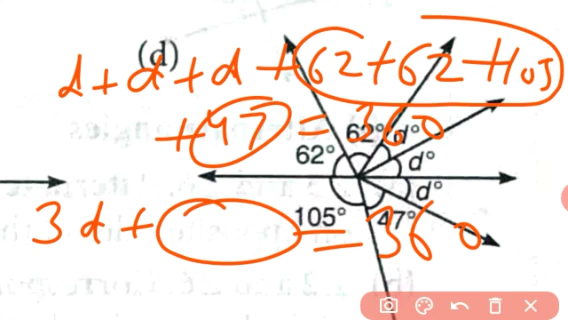 (d)
d + d + d + 62 + 62 + 105
+ 47 = 360
62° d°
62° d°
d°
3d + = 360
105° 47°